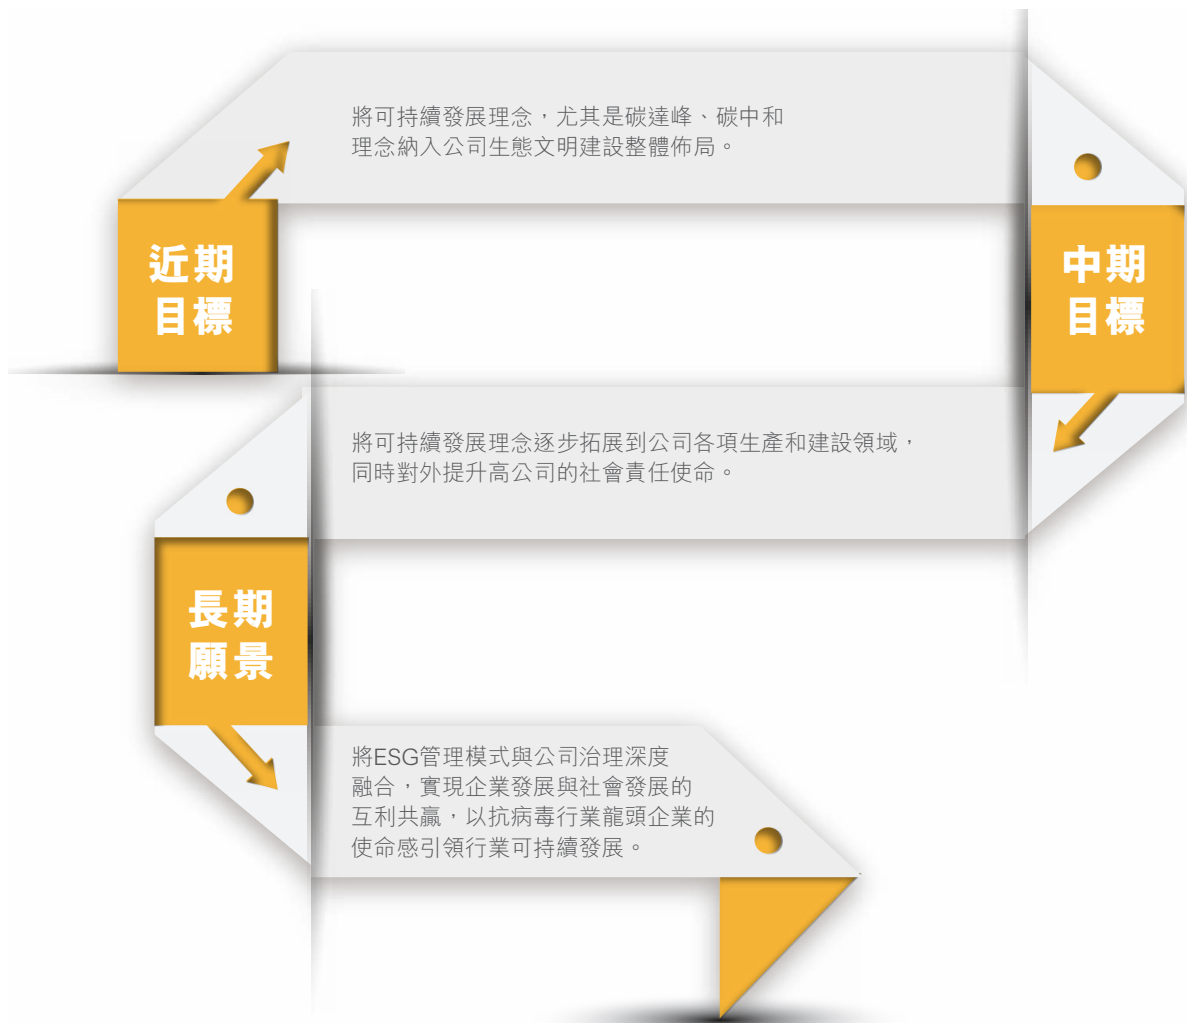 近期
目標
將可持續發展理念，尤其是碳達峰、碳中和
理念納入公司生態文明建設整體佈局。
中期
目標
將可持續發展理念逐步拓展到公司各項生產和建設領域，
同時對外提升高公司的社會責任使命。
長期
願景
將ESG管理模式與公司治理深度
融合，實現企業發展與社會發展的
互利共贏，以抗病毒行業龍頭企業的
使命感引領行業可持續發展。